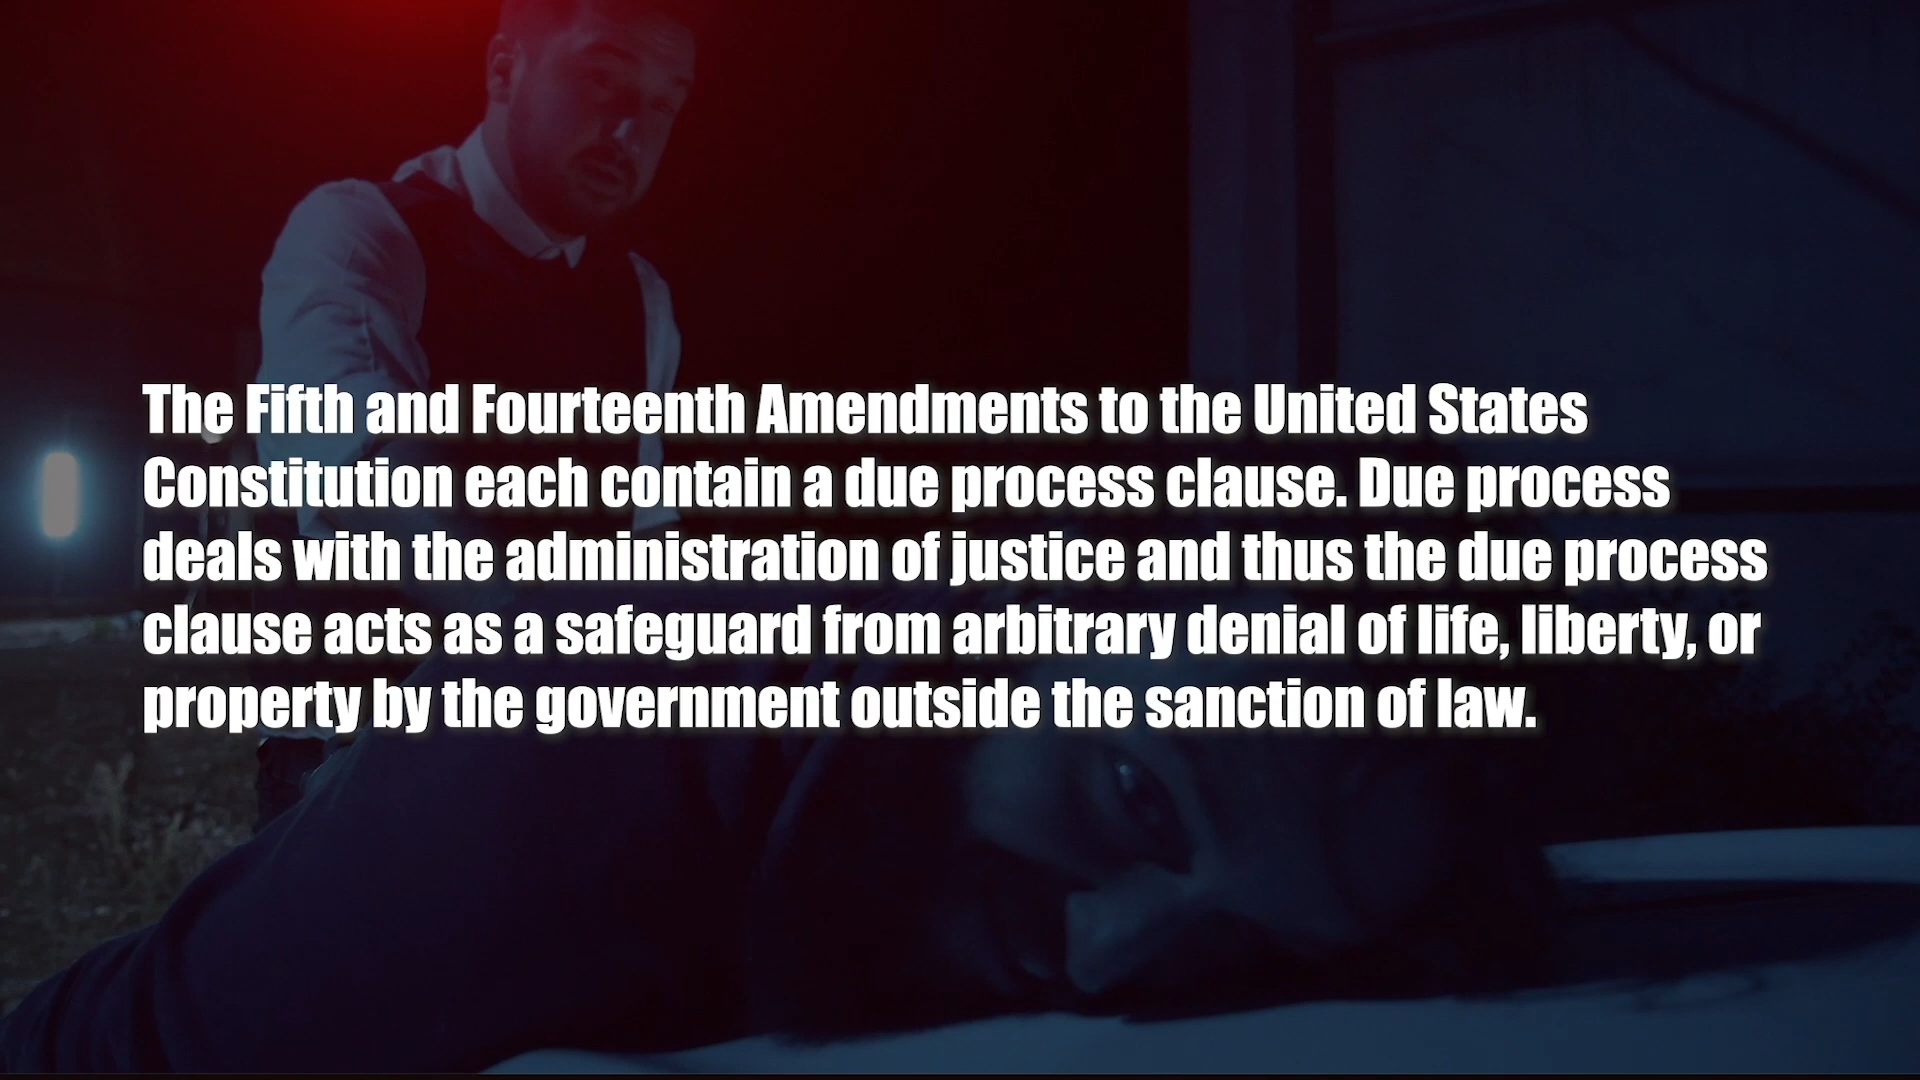 The Fifth and Fourteenth Amendments to the United States
Constitution each contain a due process clause. Due process
deals with the administration of justice and thus the due process
clause acts as a safeguard from arbitrary denial of life, liberty, or
property by the government outside the sanction of law.